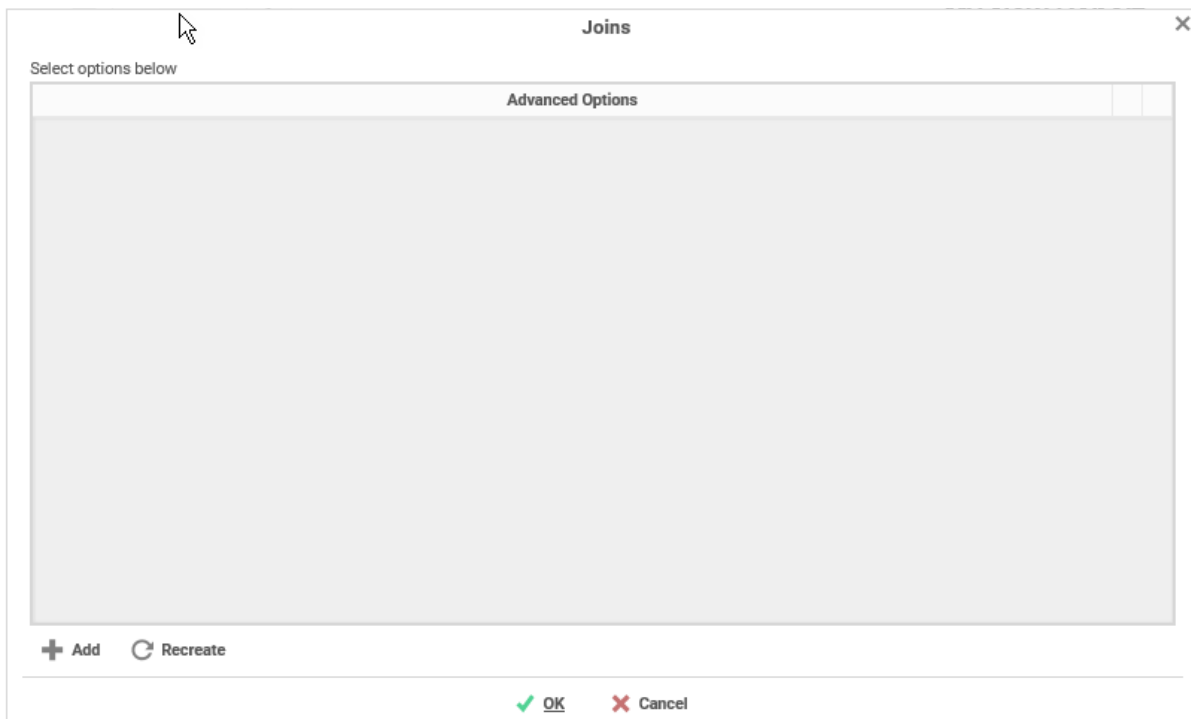 Joins
Select options below
Advanced Options
Add Recreate
OK Cancel